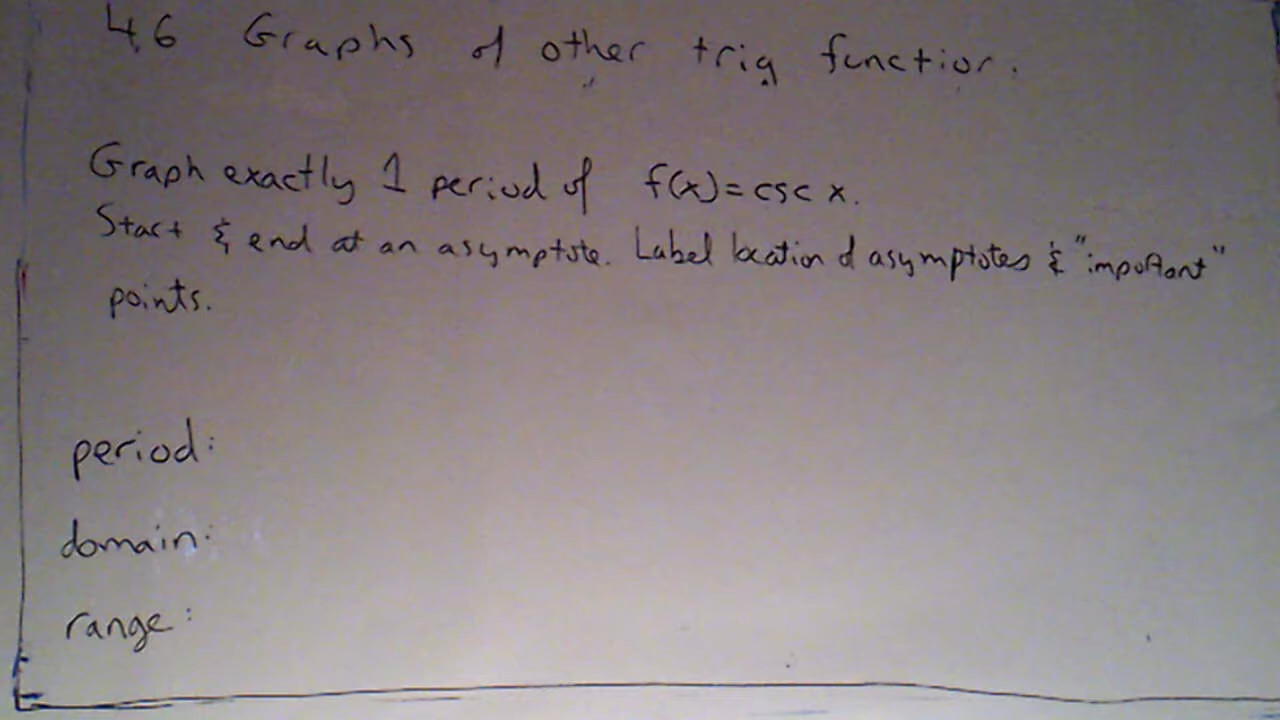 4.6 Graphs of other trig function.
Graph exactly 1 period of f(x)=csc x.
Start & end at an asymptote. Label location of asymptotes & "important"
points.
period:
domain:
range: